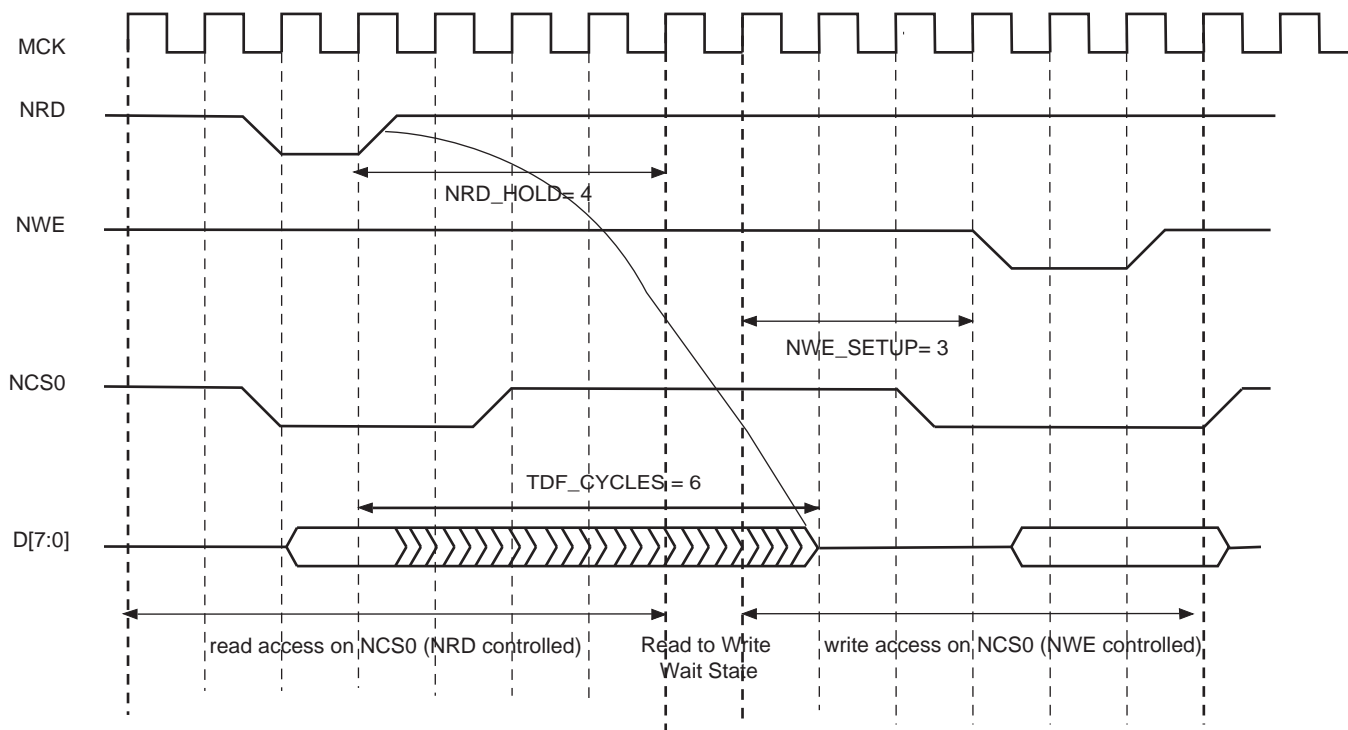 MCK
NRD
NRD_HOLD= 4
NWE
NWE_SETUP= 3
NCS0
TDF_CYCLES = 6
D[7:0]
read access on NCS0 (NRD controlled)
Read to Write
Wait State
write access on NCS0 (NWE controlled)